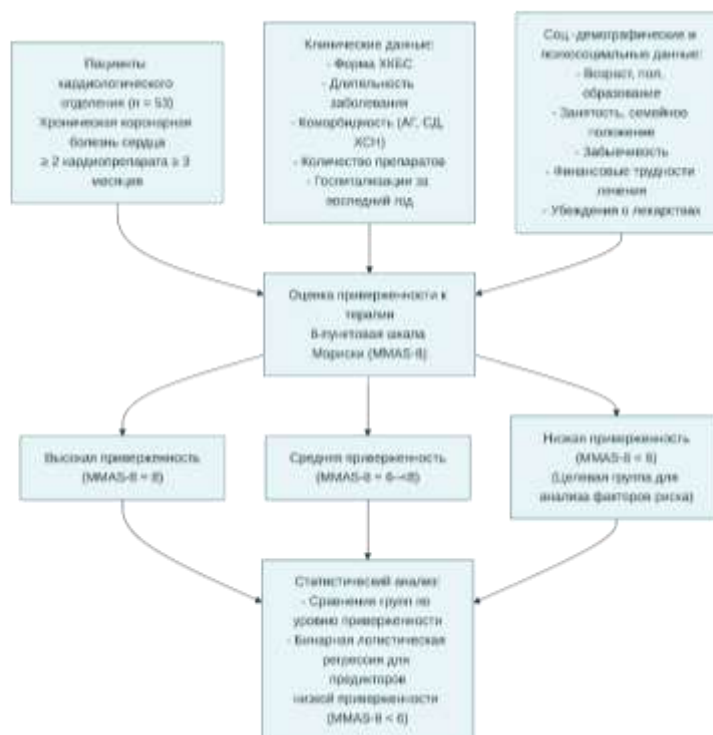 Пациенты
кардиологического
отделения (n = 53)
Хроническая коронарная
болезнь сердца
≥ 2 кардиопрепарата ≥ 3
месяцев
Клинические данные:
- Форма ХКБС
- Длительность
заболевания
- Коморбидность (АГ, СД,
ХСН)
- Количество препаратов
- Госпитализации за
последний год
Соц.-демографические и
психосоциальные данные:
- Возраст, пол,
образование
- Занятость, семейное
положение
- Забывчивость
- Финансовые трудности
лечения
- Убеждения о лекарствах
Оценка приверженности к
терапии
8-пунктовая шкала
Мориски (MMAS-8)
Высокая приверженность
(MMAS-8 = 8)
Средняя приверженность
(MMAS-8 = 6–<8)
Низкая приверженность
(MMAS-8 < 6)
(Целевая группа для
анализа факторов риска)
Статистический анализ:
- Сравнение групп по
уровню приверженности
- Бинарная логистическая
регрессия для
предикторов
низкой приверженности
(MMAS-8 < 6)